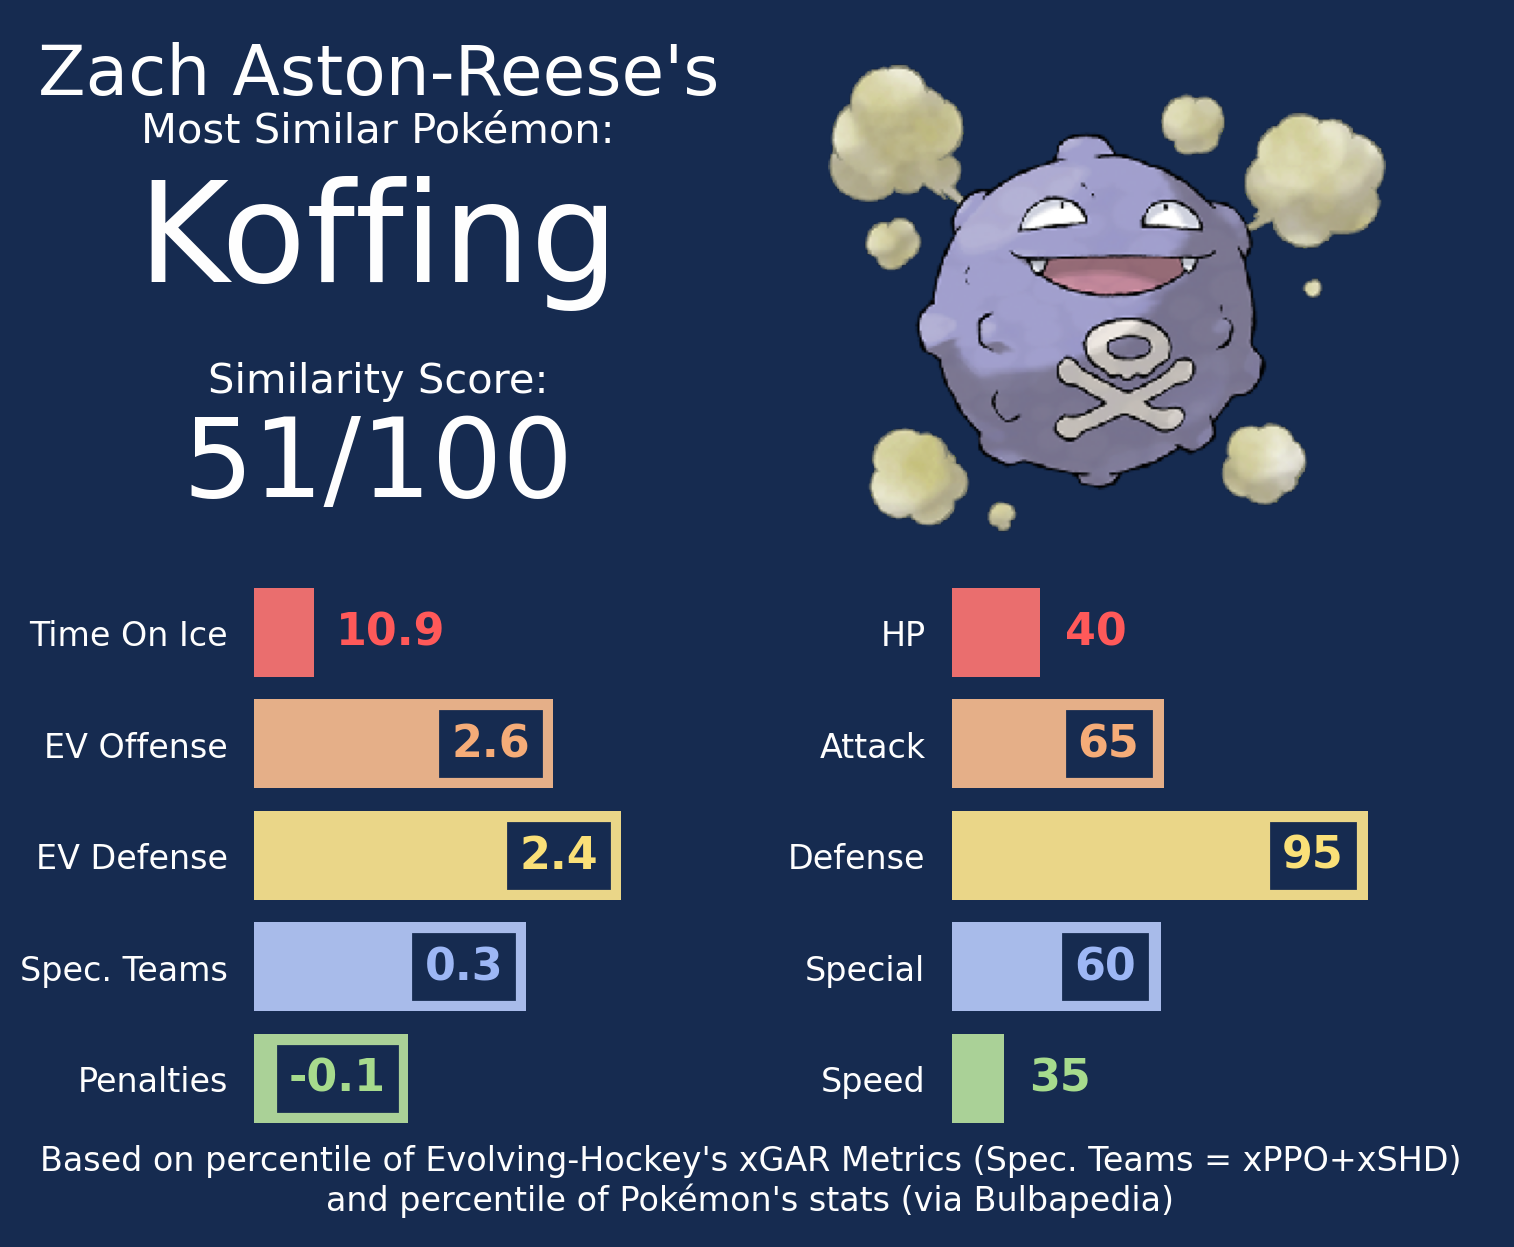 Zach Aston-Reese's
Most Similar Pokémon:
Koffing
Similarity Score:
51/100
Time On Ice 10.9
EV Offense 2.6
EV Defense 2.4
Spec. Teams 0.3
Penalties -0.1
HP 40
Attack 65
Defense 95
Special 60
Speed 35
Based on percentile of Evolving-Hockey's xGAR Metrics (Spec. Teams = xPPO+xSHD)
and percentile of Pokémon's stats (via Bulbapedia)